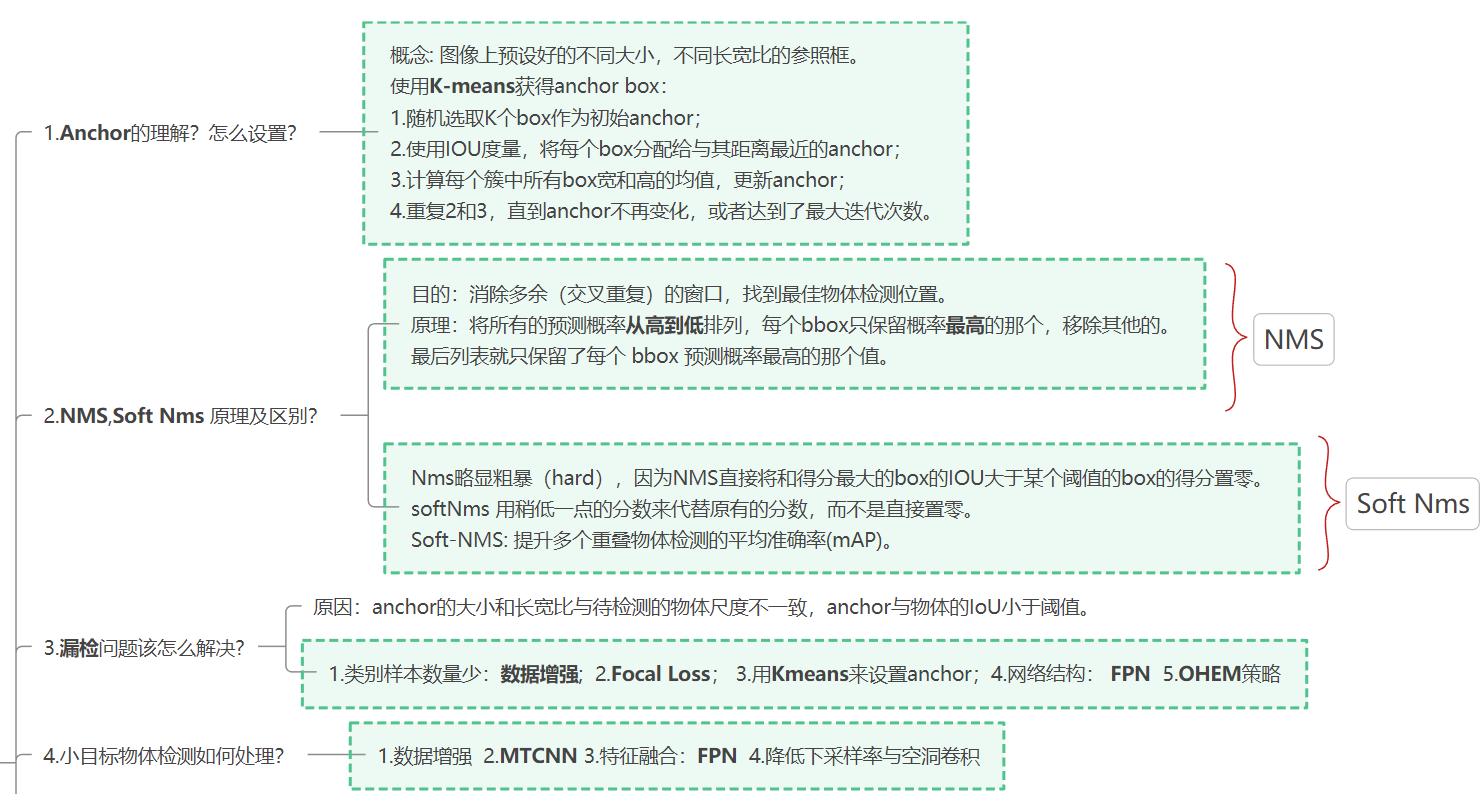 1.Anchor的理解？怎么设置？
概念: 图像上预设好的不同大小，不同长宽比的参照框。
使用K-means获得anchor box：
1.随机选取K个box作为初始anchor；
2.使用IOU度量，将每个box分配给与其距离最近的anchor；
3.计算每个簇中所有box宽和高的均值，更新anchor；
4.重复2和3，直到anchor不再变化，或者达到了最大迭代次数。
2.NMS,Soft Nms 原理及区别？
目的：消除多余（交叉重复）的窗口，找到最佳物体检测位置。
原理：将所有的预测概率从高到低排列，每个bbox只保留概率最高的那个，移除其他的。
最后列表就只保留了每个 bbox 预测概率最高的那个值。
NMS
Nms略显粗暴（hard），因为NMS直接将和得分最大的box的IOU大于某个阈值的box的得分置零。
softNms 用稍低一点的分数来代替原有的分数，而不是直接置零。
Soft-NMS: 提升多个重叠物体检测的平均准确率(mAP)。
Soft Nms
3.漏检问题该怎么解决？
原因：anchor的大小和长宽比与待检测的物体尺度不一致，anchor与物体的IoU小于阈值。
1.类别样本数量少：数据增强; 2.Focal Loss； 3.用Kmeans来设置anchor；4.网络结构： FPN 5.OHEM策略
4.小目标物体检测如何处理？
1.数据增强 2.MTCNN 3.特征融合：FPN 4.降低下采样率与空洞卷积